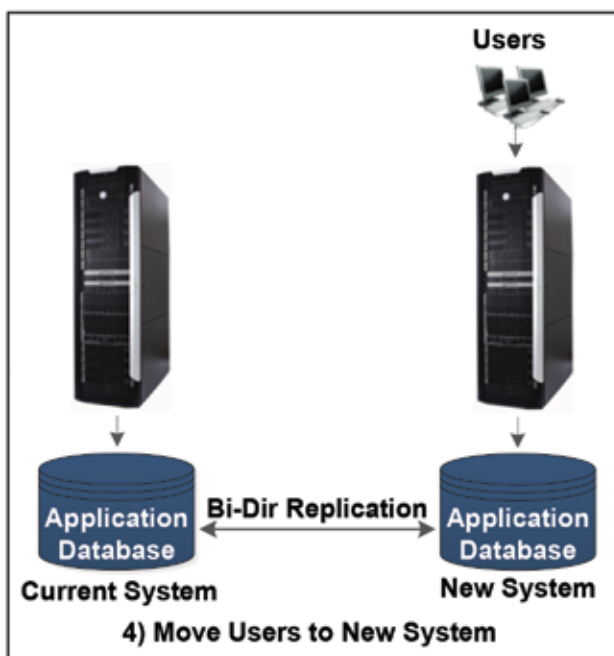 Users
Application
Database
Bi-Dir Replication
Application
Database
Current System
New System
4) Move Users to New System